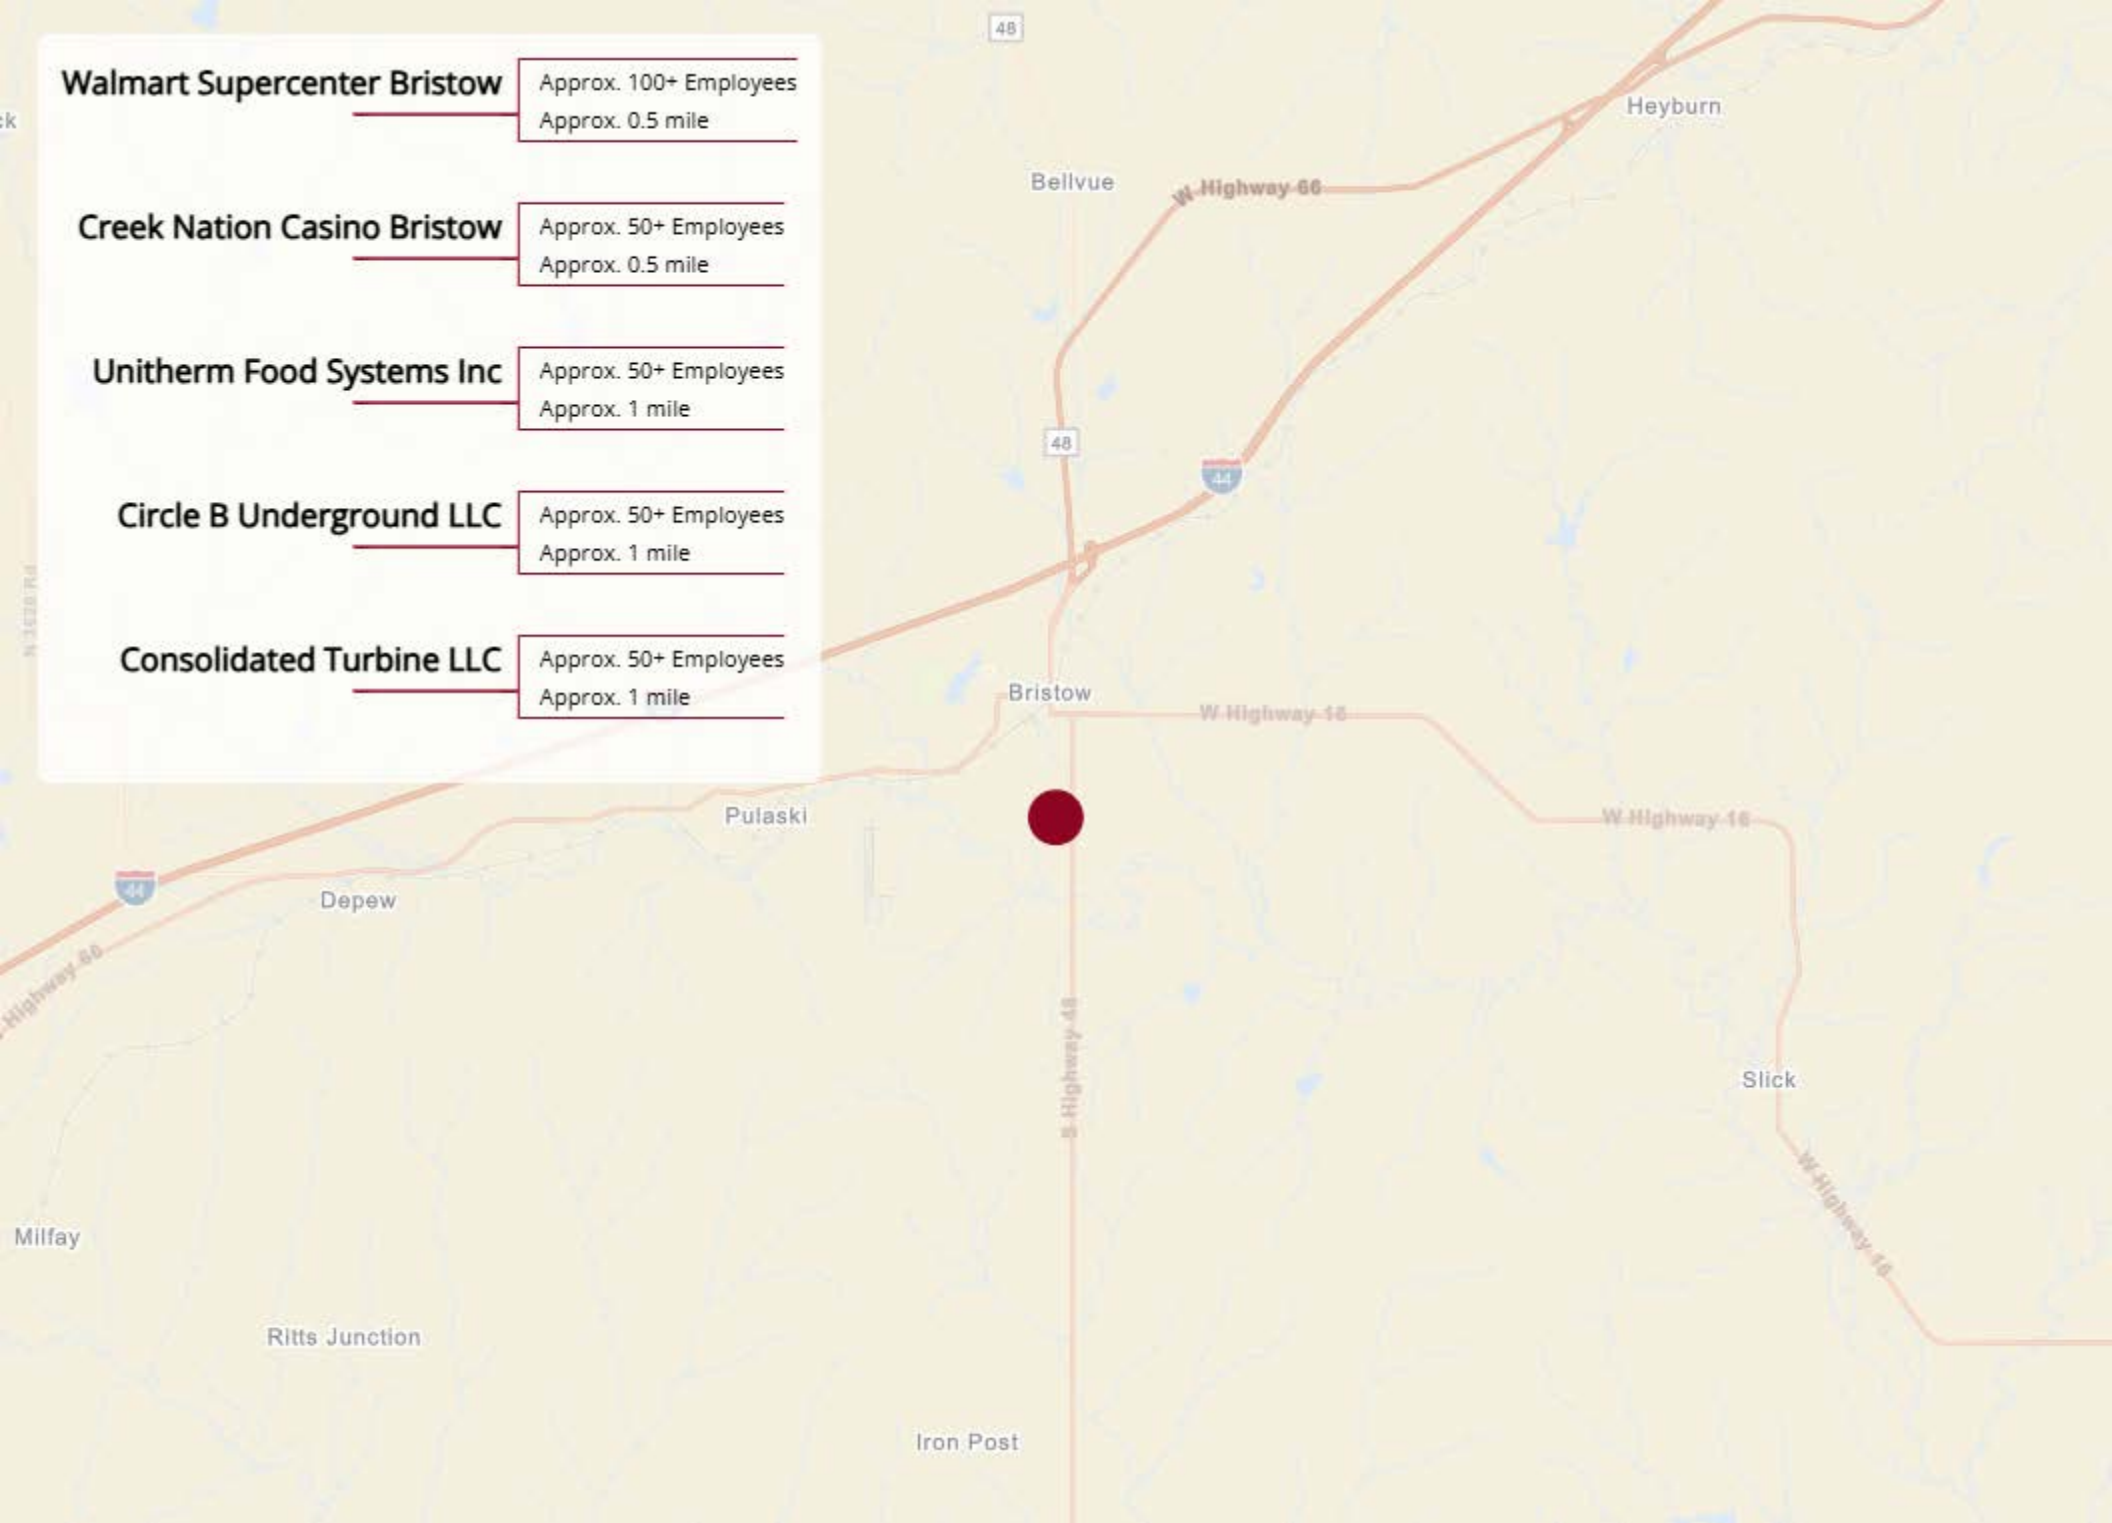 Walmart Supercenter Bristow
Approx. 100+ Employees
Approx. 0.5 mile
Creek Nation Casino Bristow
Approx. 50+ Employees
Approx. 0.5 mile
Unitherm Food Systems Inc
Approx. 50+ Employees
Approx. 1 mile
Circle B Underground LLC
Approx. 50+ Employees
Approx. 1 mile
Consolidated Turbine LLC
Approx. 50+ Employees
Approx. 1 mile
48
Heyburn
Bellvue
W Highway 66
48
44
Bristow
W Highway 16
Pulaski
W Highway 16
44
Depew
Highway 66
S Highway 48
Slick
W Highway 16
Milfay
Ritts Junction
Iron Post